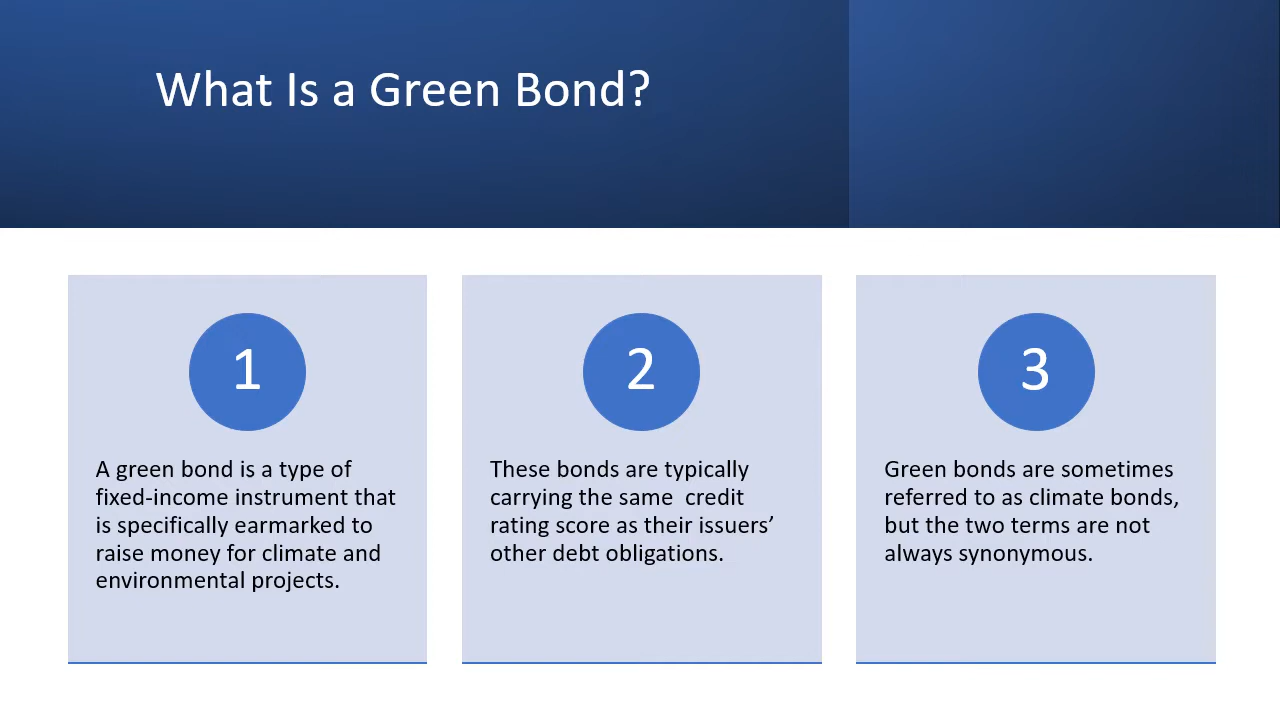 What Is a Green Bond?
1
A green bond is a type of
fixed-income instrument that
is specifically earmarked to
raise money for climate and
environmental projects.
2
These bonds are typically
carrying the same  credit
rating score as their issuers’
other debt obligations.
3
Green bonds are sometimes
referred to as climate bonds,
but the two terms are not
always synonymous.